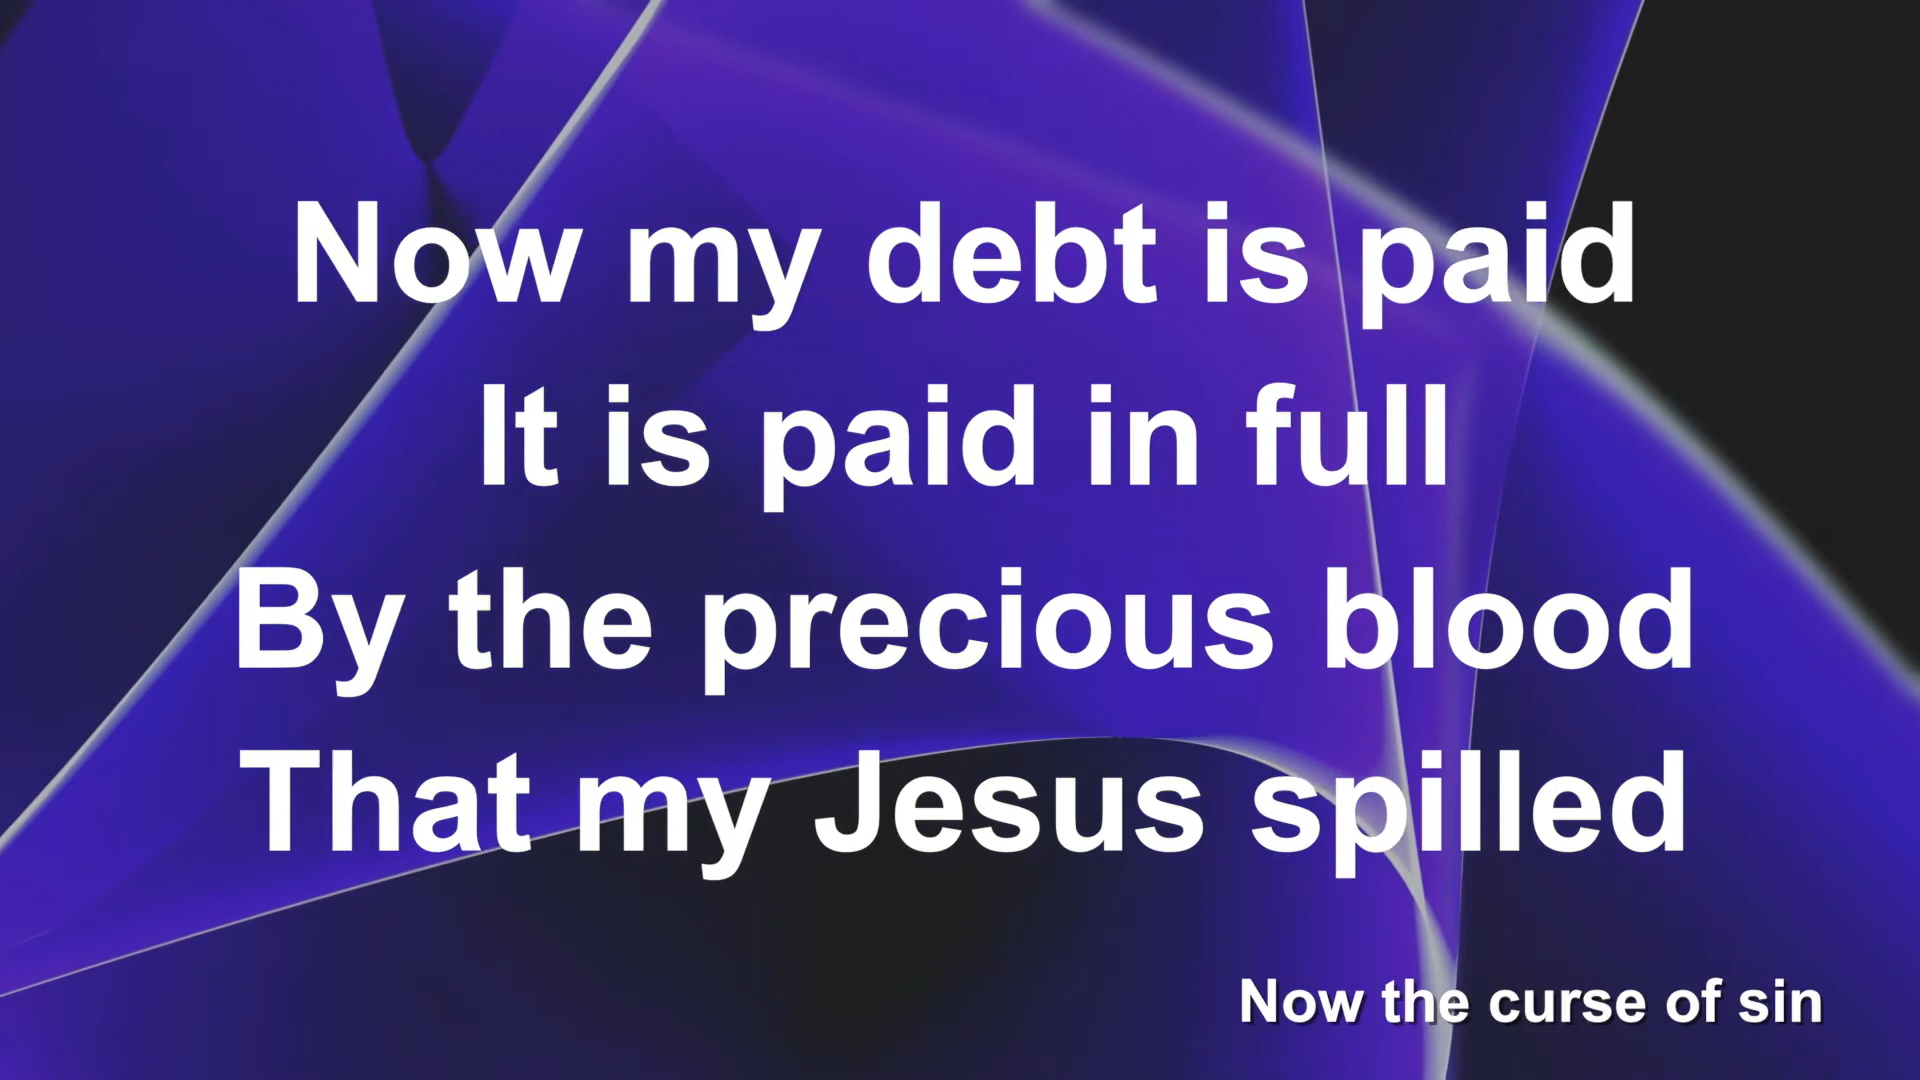 Now my debt is paid
It is paid in full
By the precious blood
That my Jesus spilled
Now the curse of sin